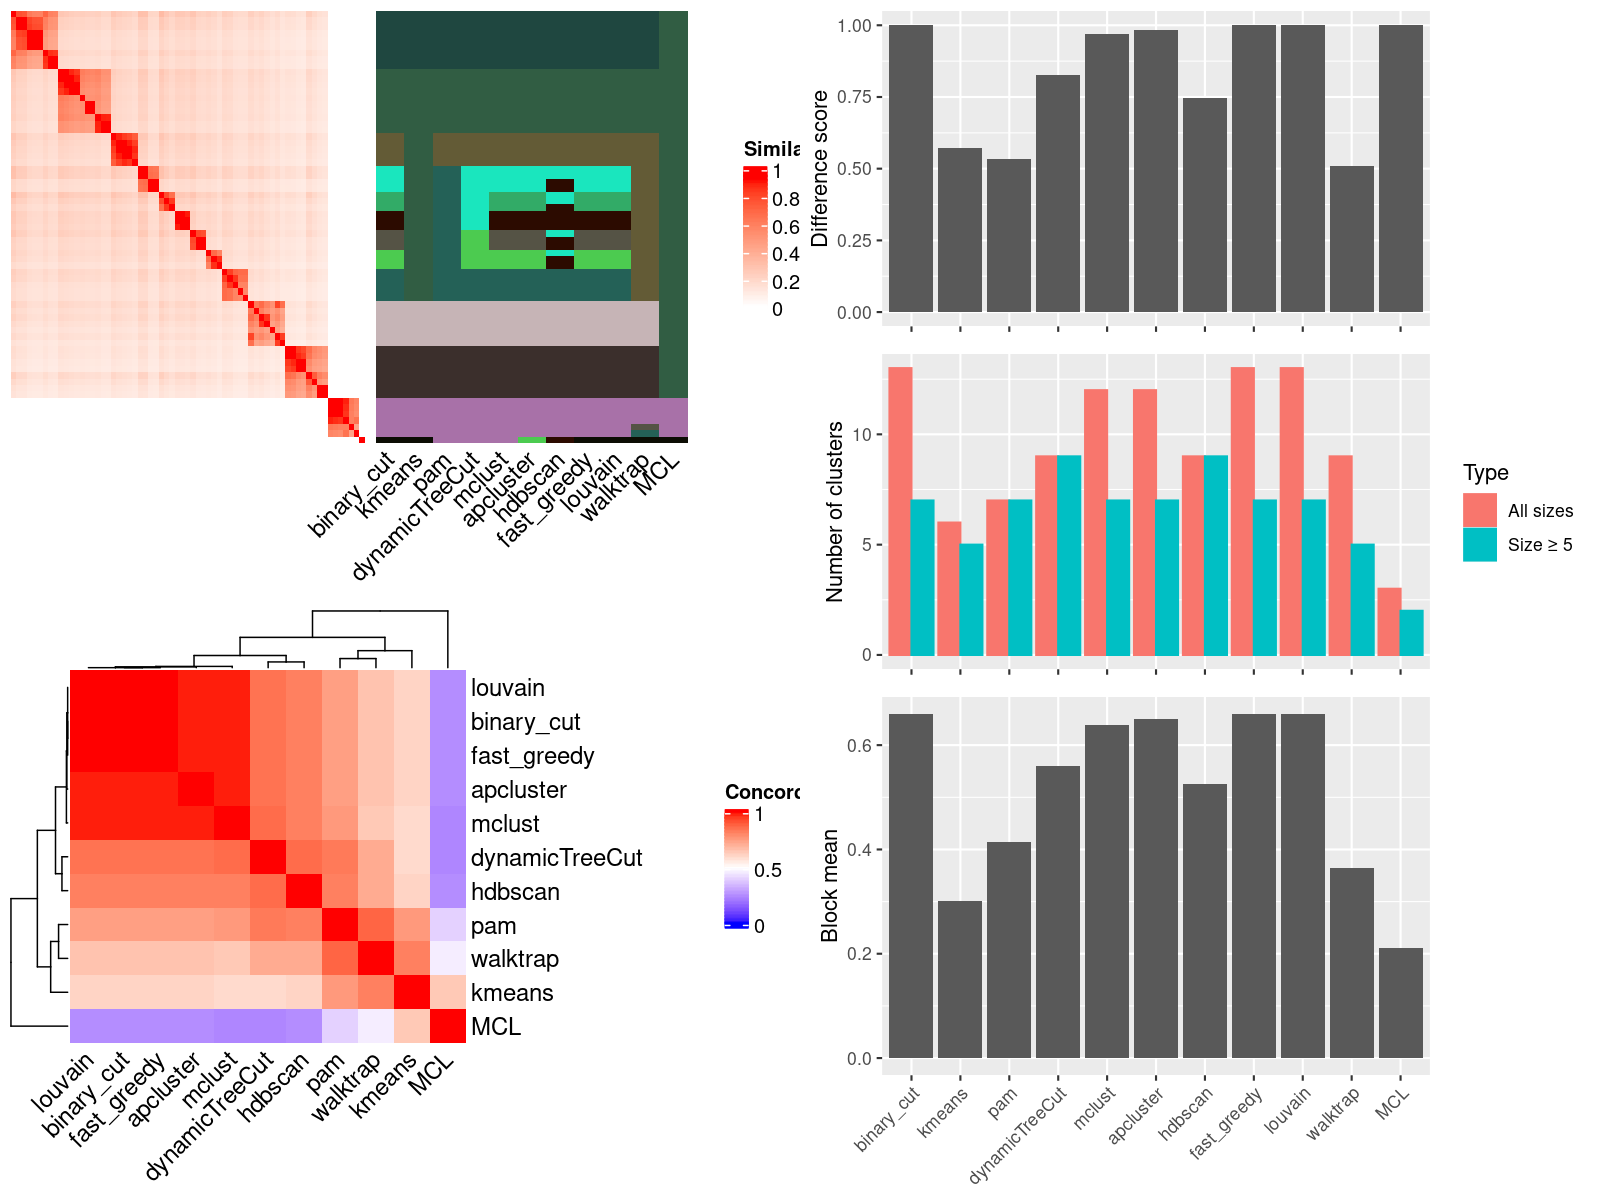 Simila
1
0.8
0.6
0.4
0.2
0
binary_cut
kmeans
pam
dynamicTreeCut
mclust
apcluster
hdbscan
fast_greedy
louvain
walktrap
MCL
louvain
binary_cut
fast_greedy
apcluster
mclust
dynamicTreeCut
hdbscan
pam
walktrap
kmeans
MCL
louvain
binary_cut
fast_greedy
apcluster
mclust
dynamicTreeCut
hdbscan
pam
walktrap
kmeans
MCL
Concord
1
0.5
0
Difference score
1.00
0.75
0.50
0.25
0.00
Number of clusters
10
5
0
Type
All sizes
Size ≥ 5
Block mean
0.6
0.4
0.2
0.0
binary_cut
kmeans
pam
dynamicTreeCut
mclust
apcluster
hdbscan
fast_greedy
louvain
walktrap
MCL